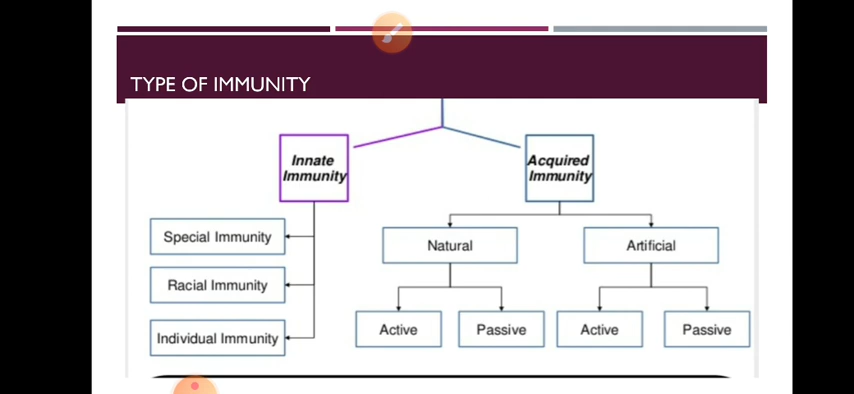 TYPE OF IMMUNITY
Innate
Immunity
Acquired
Immunity
Special Immunity
Racial Immunity
Individual Immunity
Natural
Artificial
Active
Passive
Active
Passive